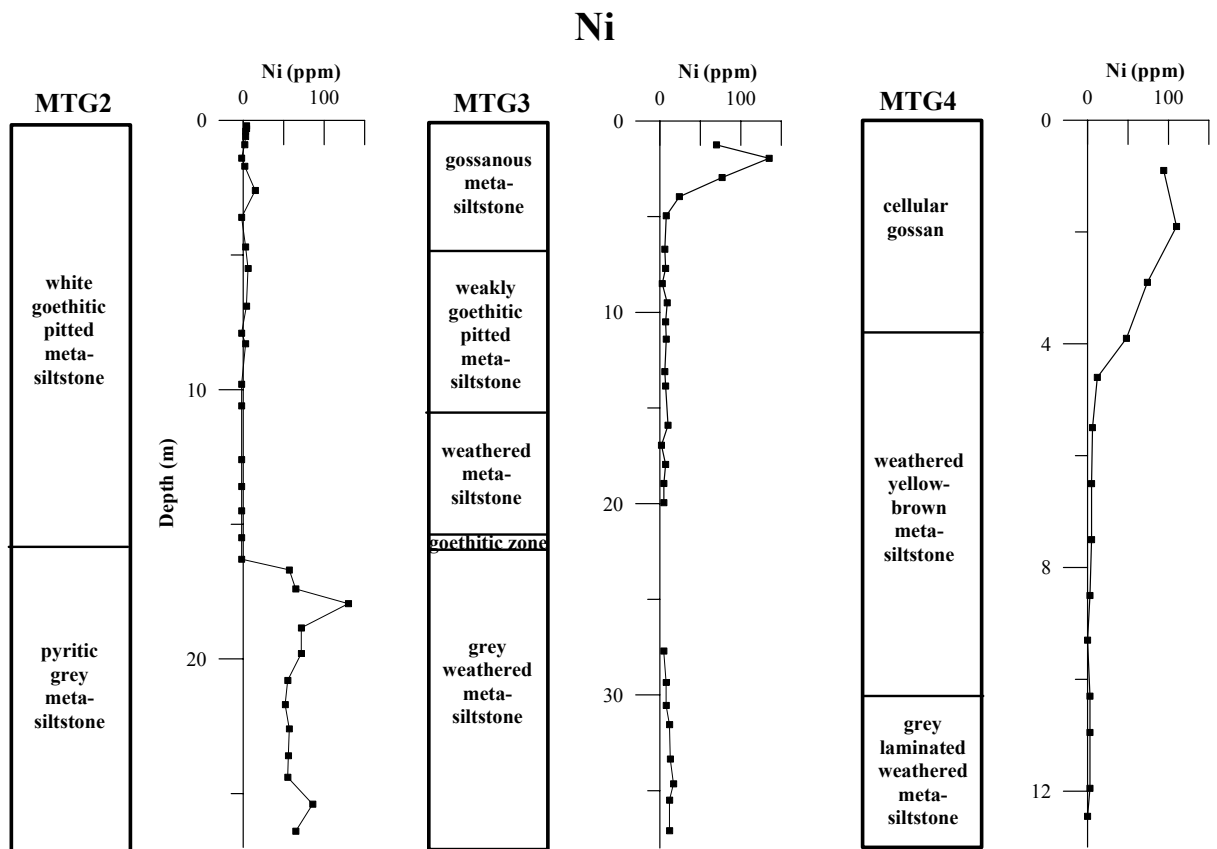 Ni
Ni (ppm)
0 100
MTG2
white
goethitic
pitted
meta-
siltstone
pyritic
grey
meta-
siltstone
Depth (m)
0
10
20
Ni (ppm)
0 100
MTG3
gossanous
meta-
siltstone
weakly
goethitic
pitted
meta-
siltstone
weathered
meta-
siltstone
goethitic zone
grey
weathered
meta-
siltstone
0
10
20
30
Ni (ppm)
0 100
MTG4
cellular
gossan
weathered
yellow-
brown
meta-
siltstone
grey
laminated
weathered
meta-
siltstone
0
4
8
12